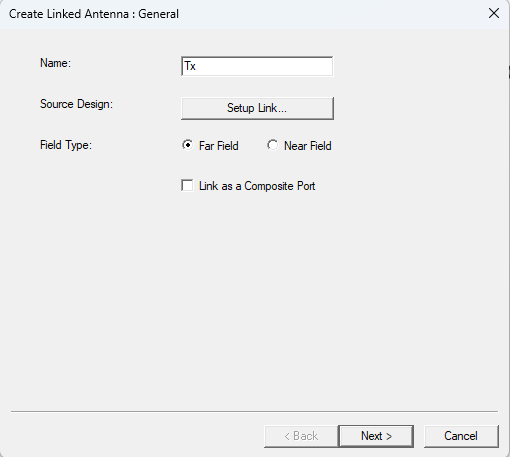 Create Linked Antenna : General
Name:
Tx
Source Design:
Setup Link...
Field Type:
Far Field
Near Field
Link as a Composite Port
< Back
Next >
Cancel